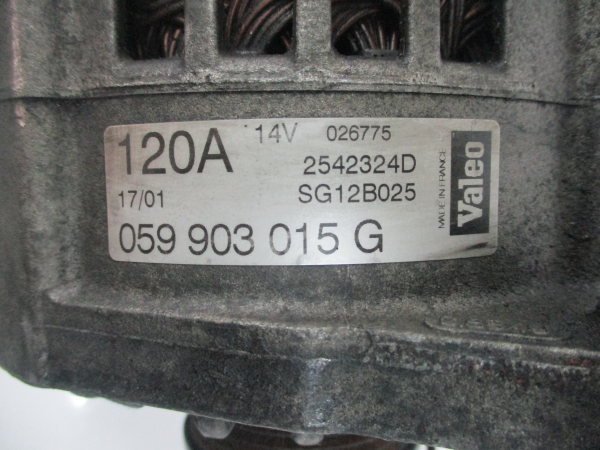 120A 14V 026775
2542324D
17/01 SG12B025
059 903 015 G
MADE IN FRANCE
Valeo